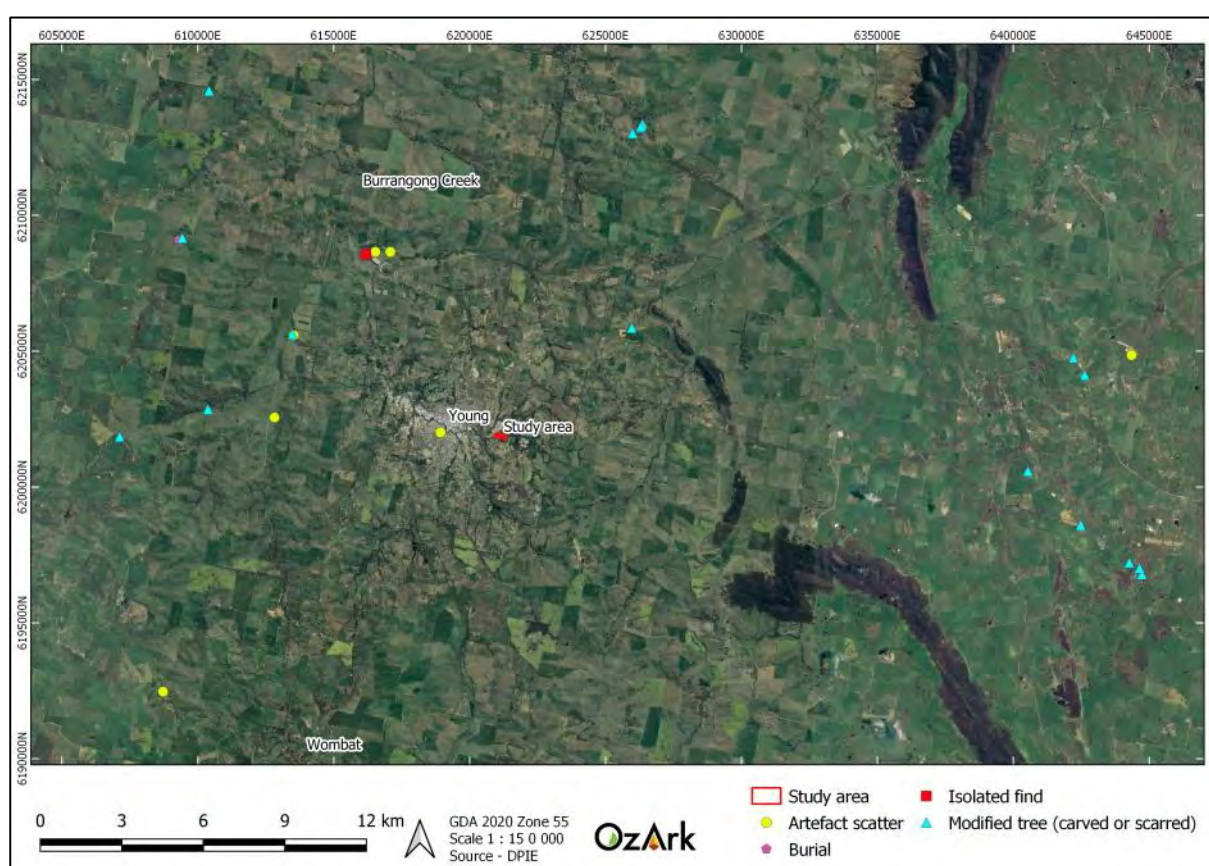 605000E 610000E 615000E 620000E 625000E 630000E 635000E 640000E 645000E
6215000N
Burrangong Creek
6210000N
6205000N
Young
Study area
6200000N
6195000N
Wombat
6190000N
0 3 6 9 12 km
GDA 2020 Zone 55
Scale 1 : 15 0 000
Source - DPIE
OzArk
Study area
Artefact scatter
Burial
Isolated find
Modified tree (carved or scarred)